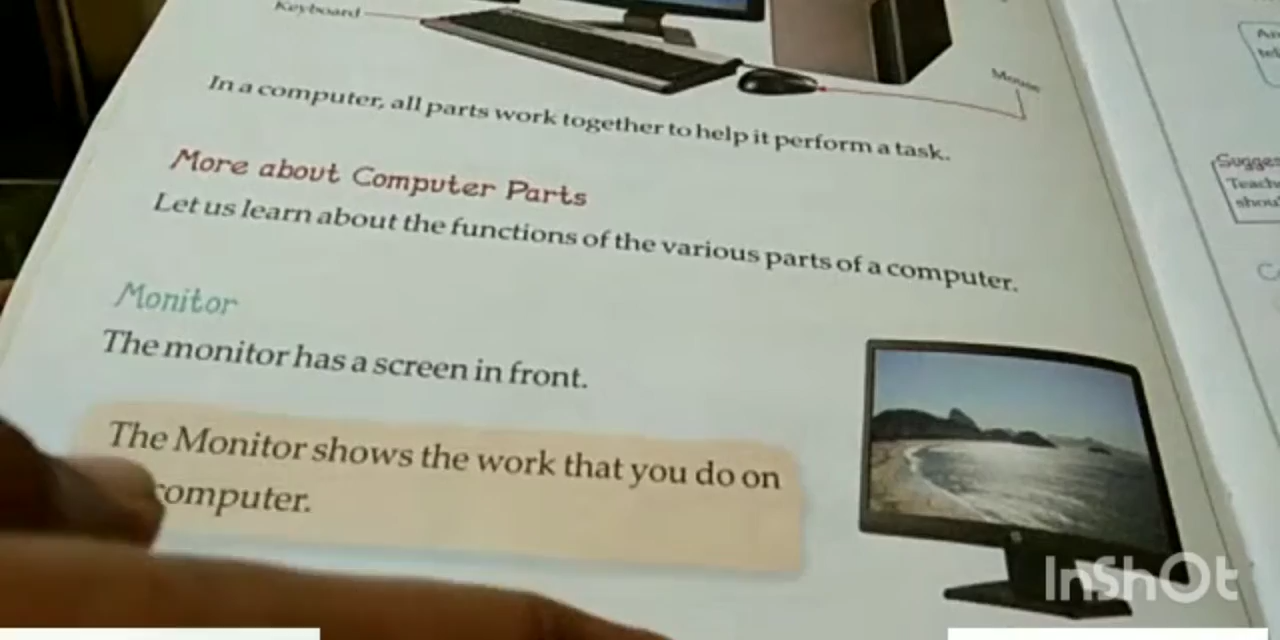 Keyboard
Mouse
In a computer, all parts work together to help it perform a task.
More about Computer Parts
Let us learn about the functions of the various parts of a computer.
Monitor
The monitor has a screen in front.
The Monitor shows the work that you do on
computer.
InShOt